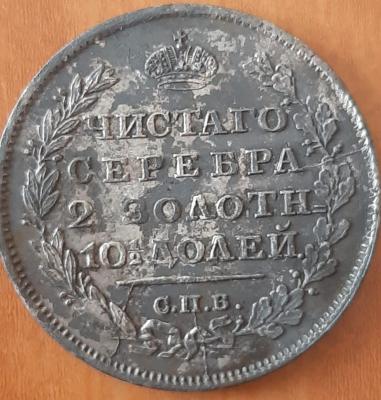 ЧИСТАГО
СЕРЕБРА
2 ЗОЛОТН=
10½ ДОЛЕЙ.
С.П.Б.